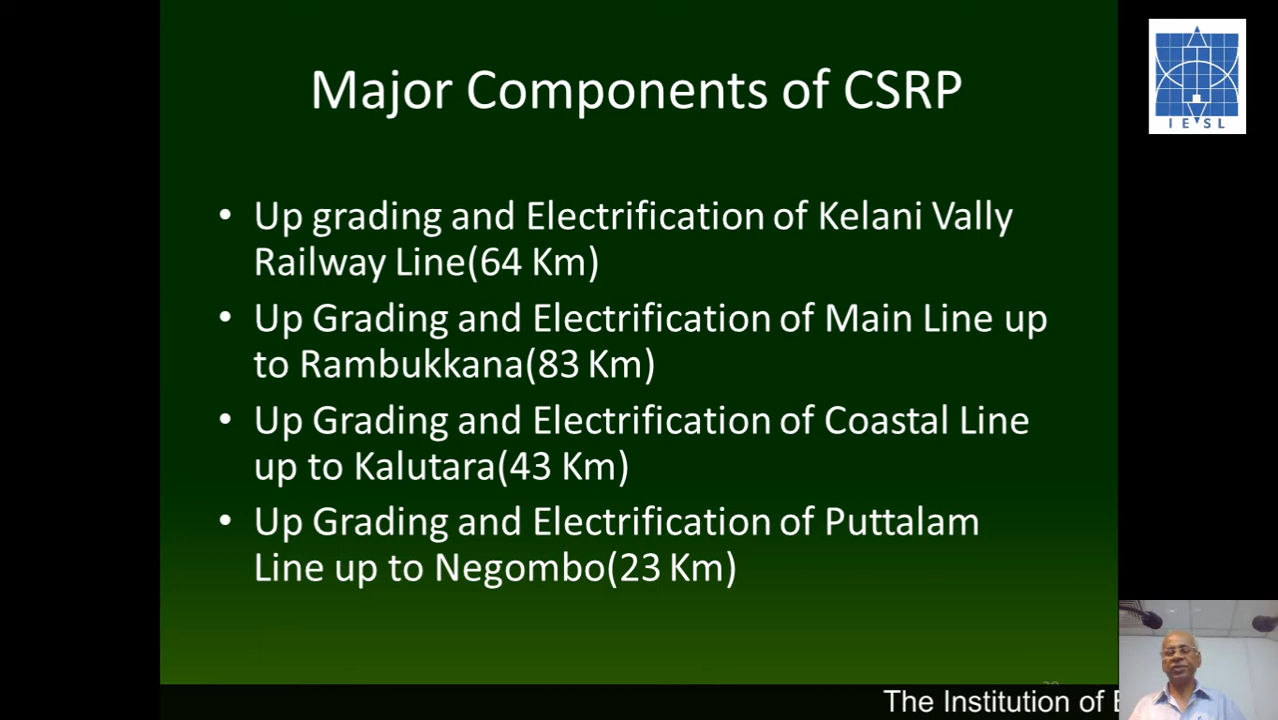 Major Components of CSRP
IESL
• Up grading and Electrification of Kelani Vally
Railway Line(64 Km)
• Up Grading and Electrification of Main Line up
to Rambukkana(83 Km)
• Up Grading and Electrification of Coastal Line
up to Kalutara(43 Km)
• Up Grading and Electrification of Puttalam
Line up to Negombo(23 Km)
The Institution of